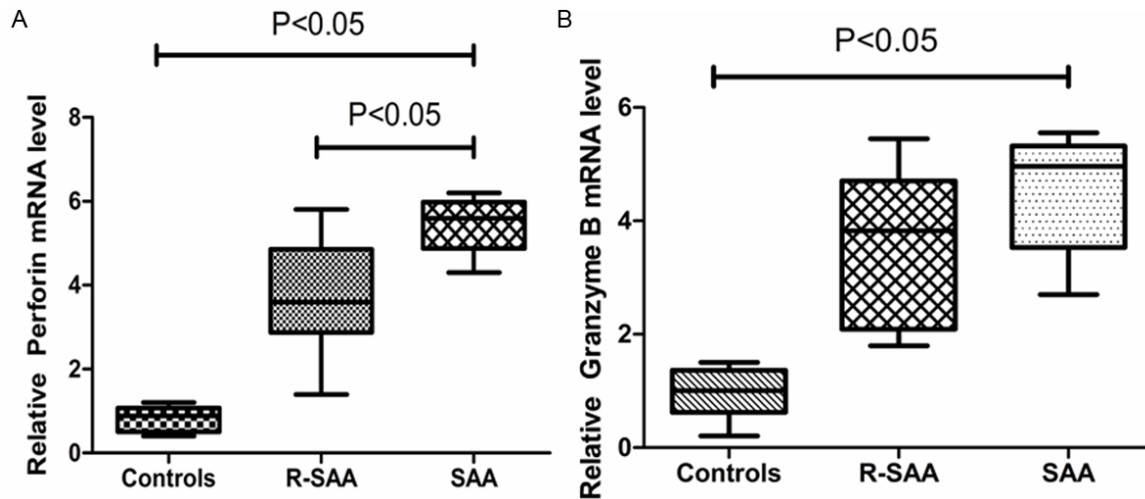 A
P<0.05
P<0.05
Relative Perforin mRNA level
8
6
4
2
0
Controls R-SAA SAA
B
P<0.05
Relative Granzyme B mRNA level
6
4
2
0
Controls R-SAA SAA